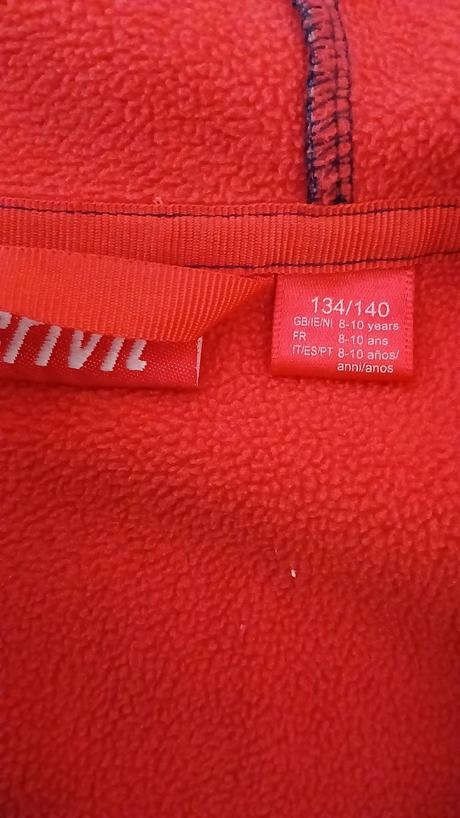 crivit
134/140
GB/IE/NI 8-10 years
FR 8-10 ans
IT/ES/PT 8-10 años/
anni/anos